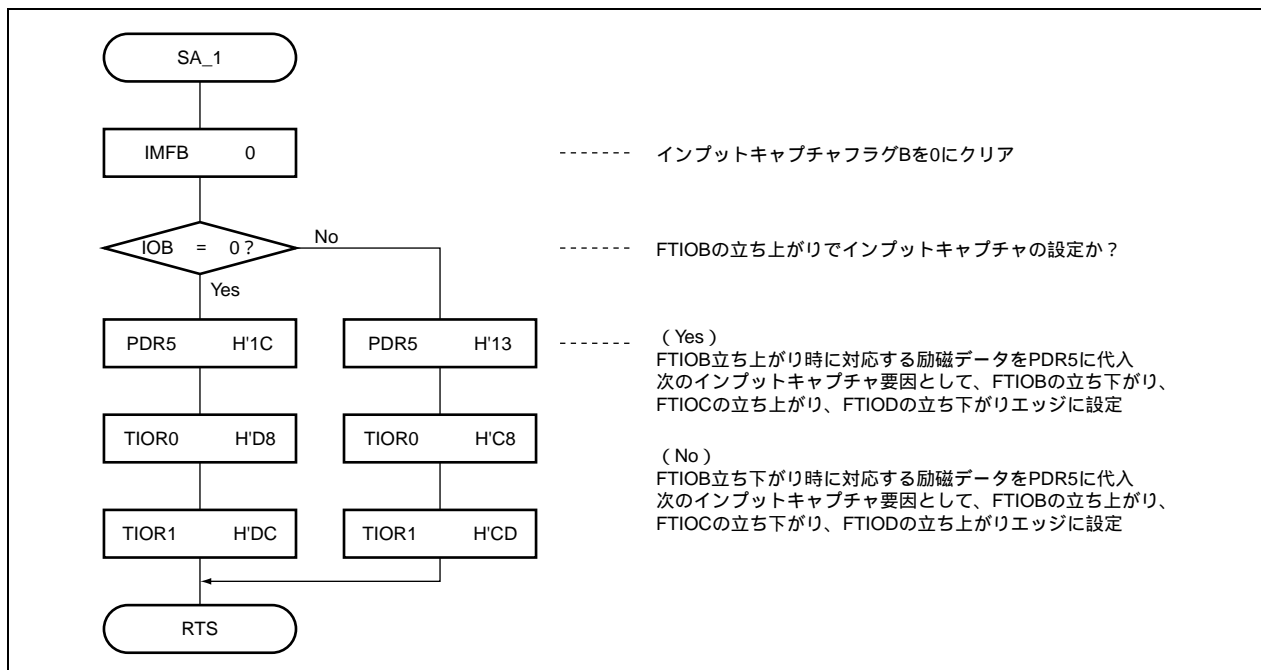 SA_1
IMFB 0
インプットキャプチャフラグBを0にクリア
IOB = 0？
No
FTIOBの立ち上がりでインプットキャプチャの設定か？
Yes
PDR5 H'1C
PDR5 H'13
（Yes）
FTIOB立ち上がり時に対応する励磁データをPDR5に代入
次のインプットキャプチャ要因として、FTIOBの立ち下がり、
FTIOCの立ち上がり、FTIODの立ち下がりエッジに設定
TIOR0 H'D8
TIOR0 H'C8
（No）
FTIOB立ち下がり時に対応する励磁データをPDR5に代入
次のインプットキャプチャ要因として、FTIOBの立ち上がり、
FTIOCの立ち下がり、FTIODの立ち上がりエッジに設定
TIOR1 H'DC
TIOR1 H'CD
RTS